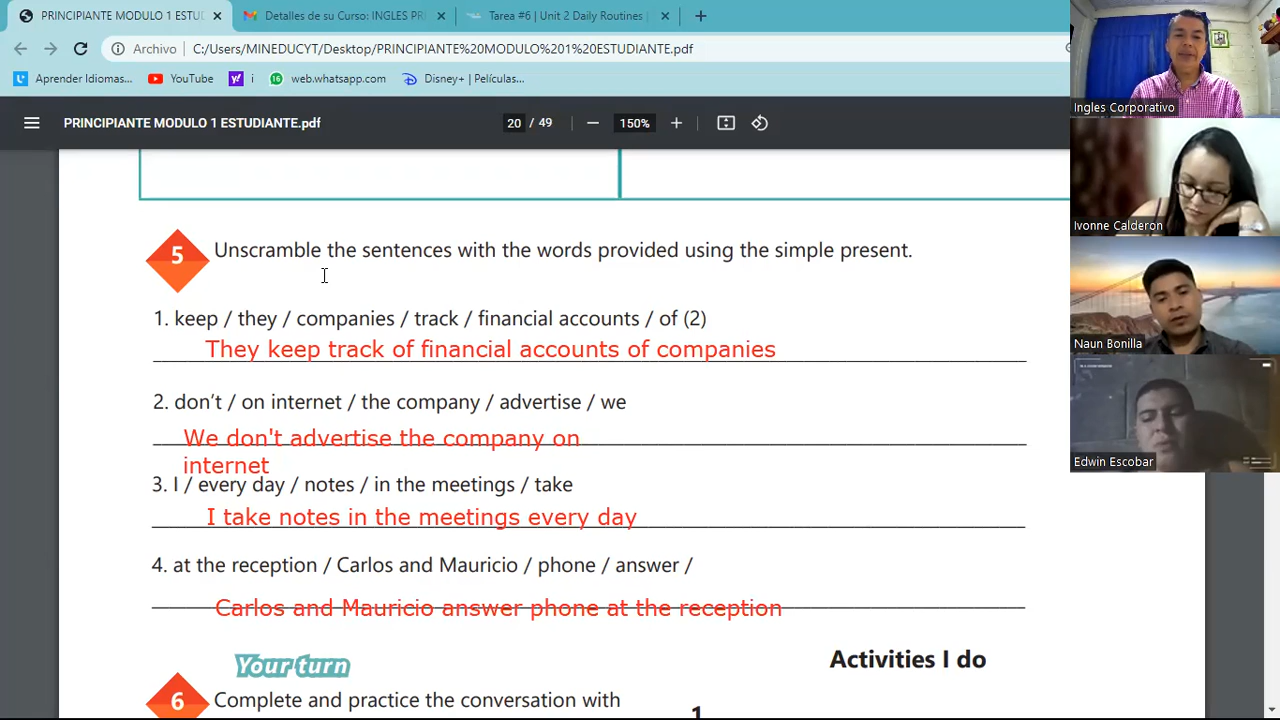 PRINCIPIANTE MODULO 1 ESTU
Detalles de su Curso: INGLES PRI
Tarea #6 | Unit 2 Daily Routines |
Archivo
C:/Users/MINEDUCYT/Desktop/PRINCIPIANTE%20MODULO%201%20ESTUDIANTE.pdf
Aprender Idiomas...
YouTube
i
web.whatsapp.com
Disney+ | Películas,...
PRINCIPIANTE MODULO 1 ESTUDIANTE.pdf
20 / 49
150%
5
Unscramble the sentences with the words provided using the simple present.
1. keep / they / companies / track / financial accounts / of (2)
They keep track of financial accounts of companies
2. don't / on internet / the company / advertise / we
We don't advertise the company on
internet
3. I / every day / notes / in the meetings / take
I take notes in the meetings every day
4. at the reception / Carlos and Mauricio / phone / answer /
Carlos and Mauricio answer phone at the reception
Your turn
Activities I do
6
Complete and practice the conversation with
1
Ingles Corporativo
Ivonne Calderon
Naun Bonilla
Edwin Escobar